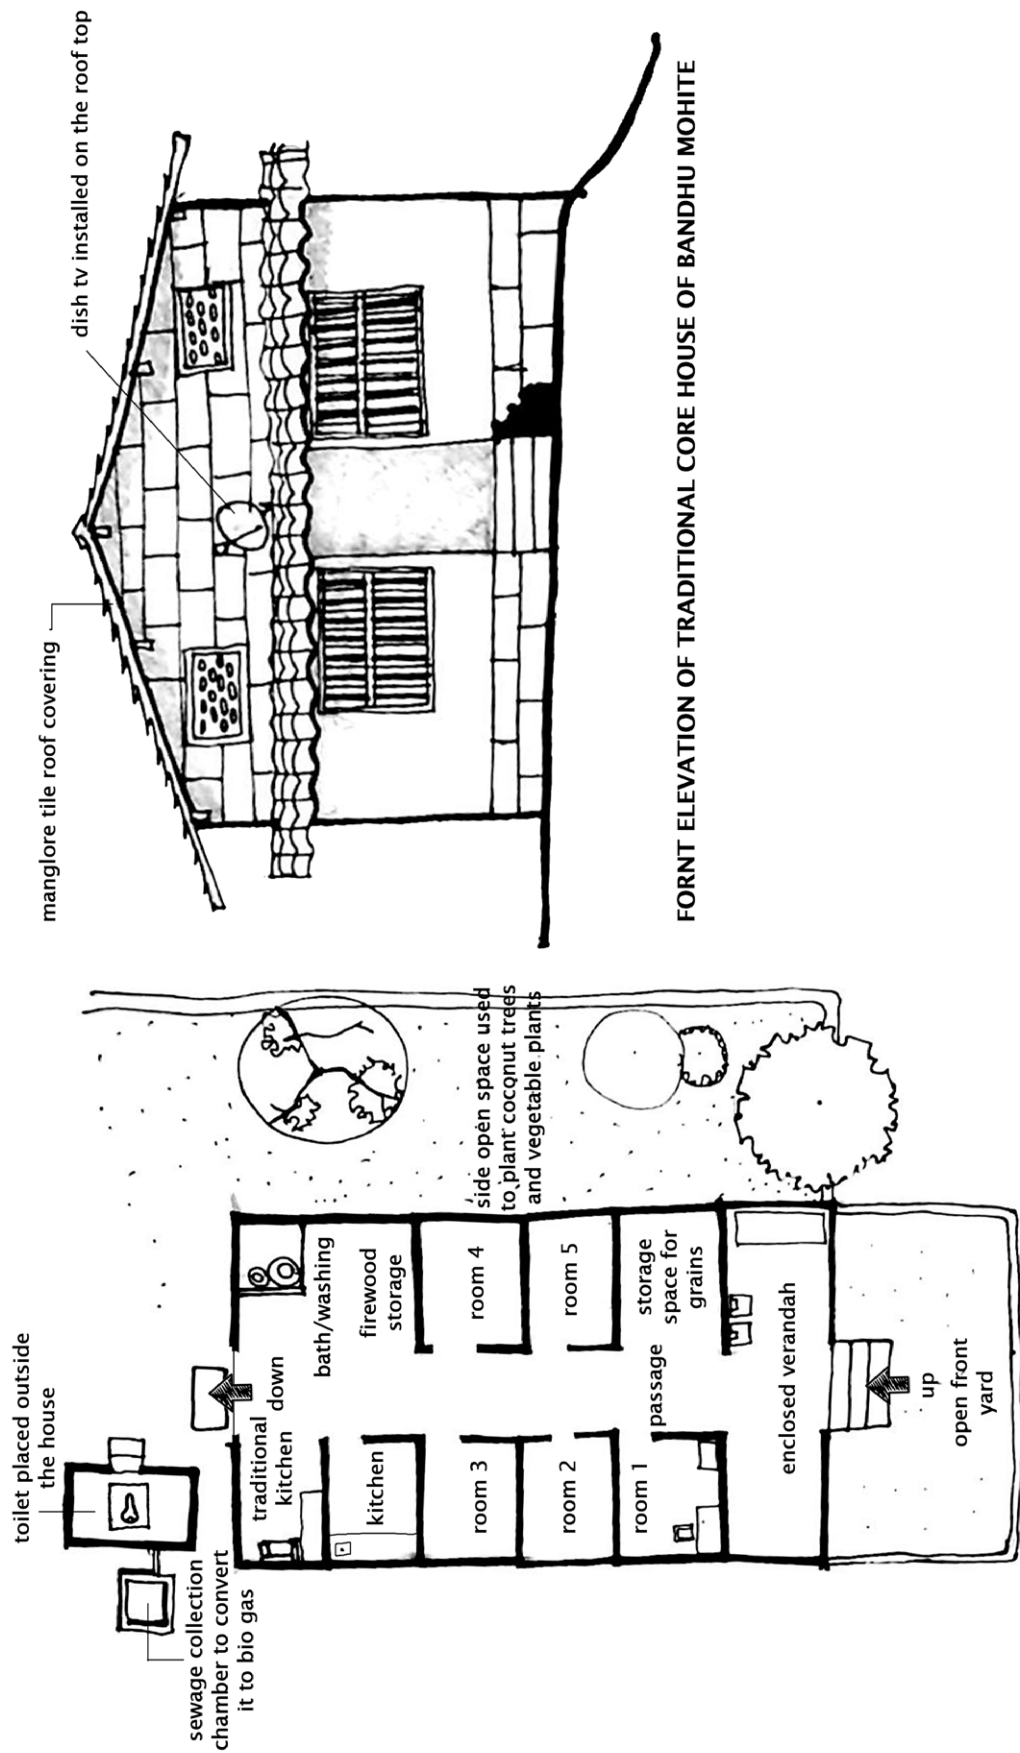 toilet placed outside
the house
sewage collection
chamber to convert
it to bio gas
traditional
kitchen
down
bath/washing
kitchen
firewood
storage
room 3
room 4
room 2
room 5
room 1
passage
storage
space for
grains
enclosed verandah
up
open front
yard
side open space used
to plant coconut trees
and vegetable plants
manglore tile roof covering
dish tv installed on the roof top
FORNT ELEVATION OF TRADITIONAL CORE HOUSE OF BANDHU MOHITE